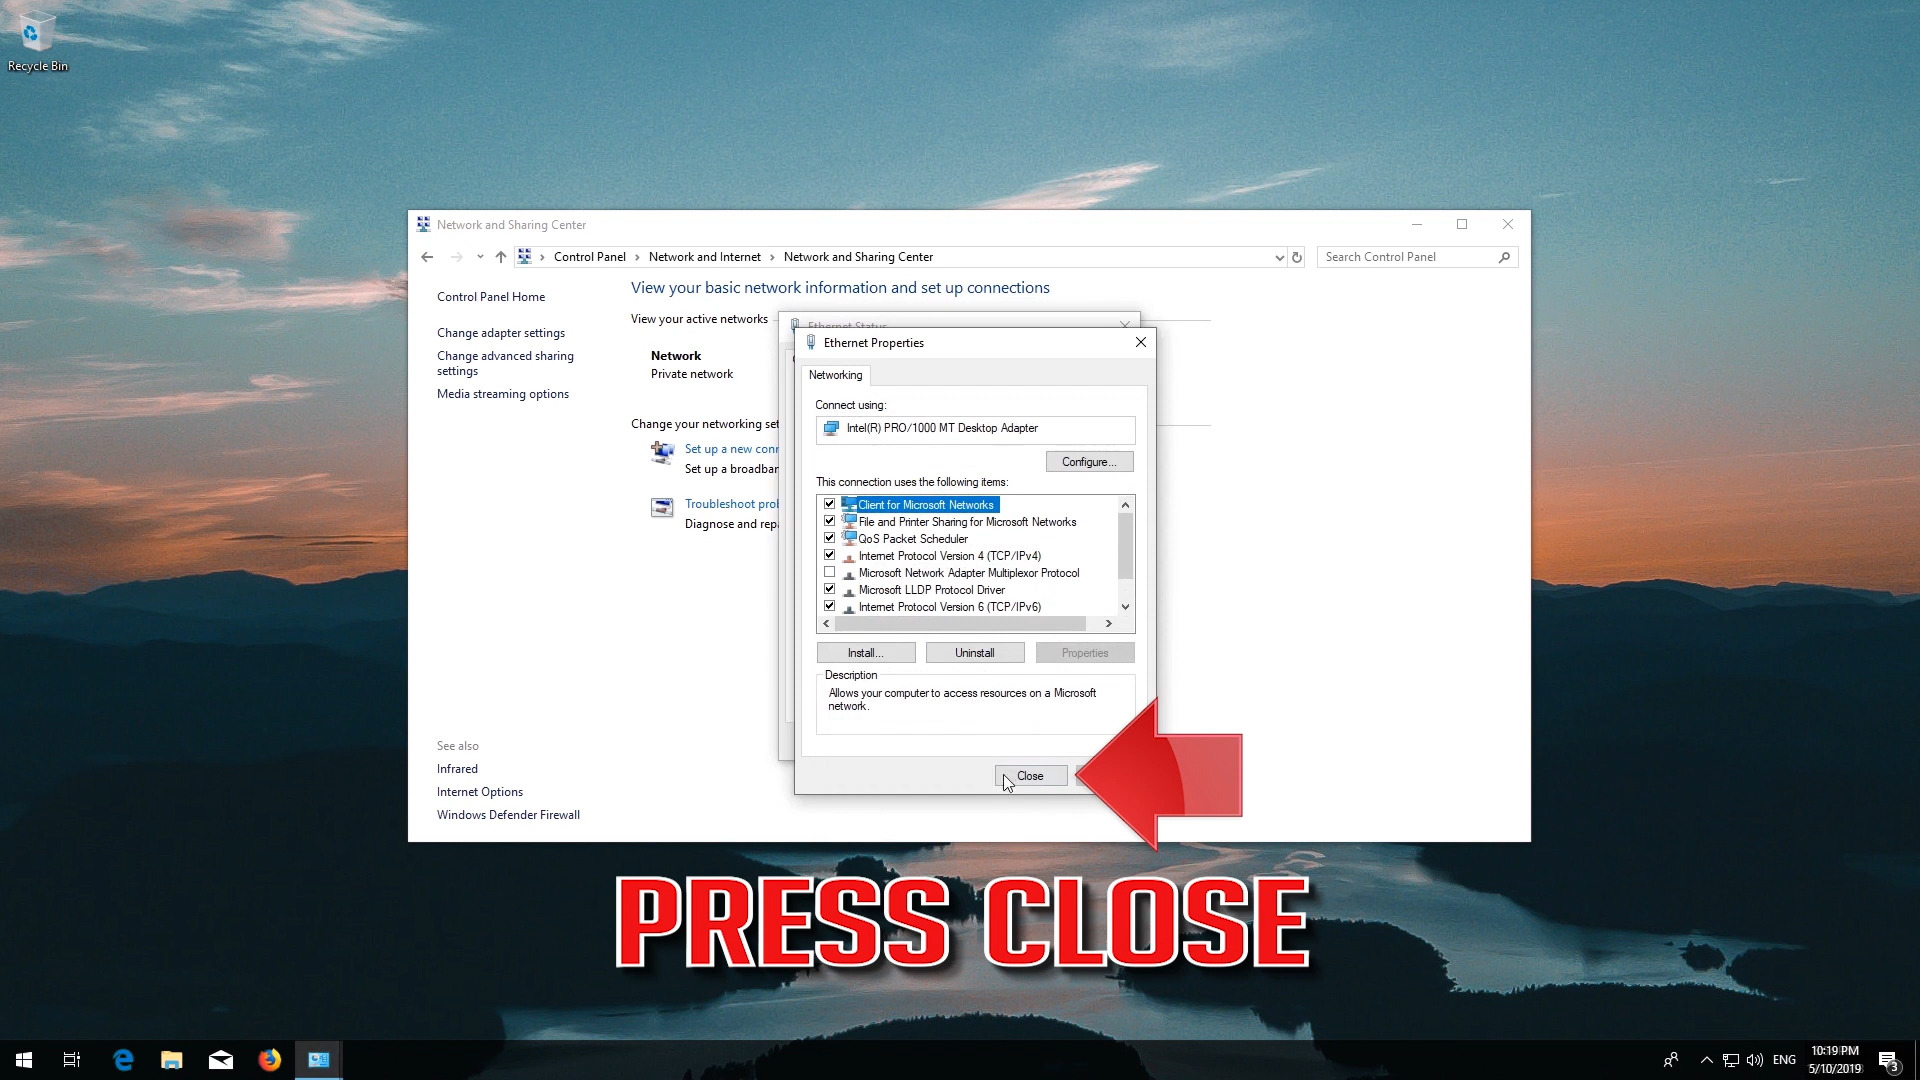 Recycle Bin
Network and Sharing Center
Control Panel > Network and Internet > Network and Sharing Center
Search Control Panel
Control Panel Home
Change adapter settings
Change advanced sharing
settings
Media streaming options
See also
Infrared
Internet Options
Windows Defender Firewall
View your basic network information and set up connections
View your active networks
Network
Private network
Change your networking set
Set up a new conn
Set up a broadban
Troubleshoot prob
Diagnose and repa
Ethernet Status
Ethernet Properties
Networking
Connect using:
Intel(R) PRO/1000 MT Desktop Adapter
Configure...
This connection uses the following items:
Client for Microsoft Networks
File and Printer Sharing for Microsoft Networks
QoS Packet Scheduler
Internet Protocol Version 4 (TCP/IPv4)
Microsoft Network Adapter Multiplexor Protocol
Microsoft LLDP Protocol Driver
Internet Protocol Version 6 (TCP/IPv6)
Install...
Uninstall
Properties
Description
Allows your computer to access resources on a Microsoft
network.
Close
PRESS CLOSE
ENG
10:19 PM
5/10/2019
3